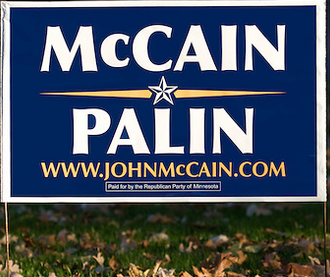 McCAIN
PALIN
WWW.JOHNMcCAIN.COM
Paid for by the Republican Party of Minnesota